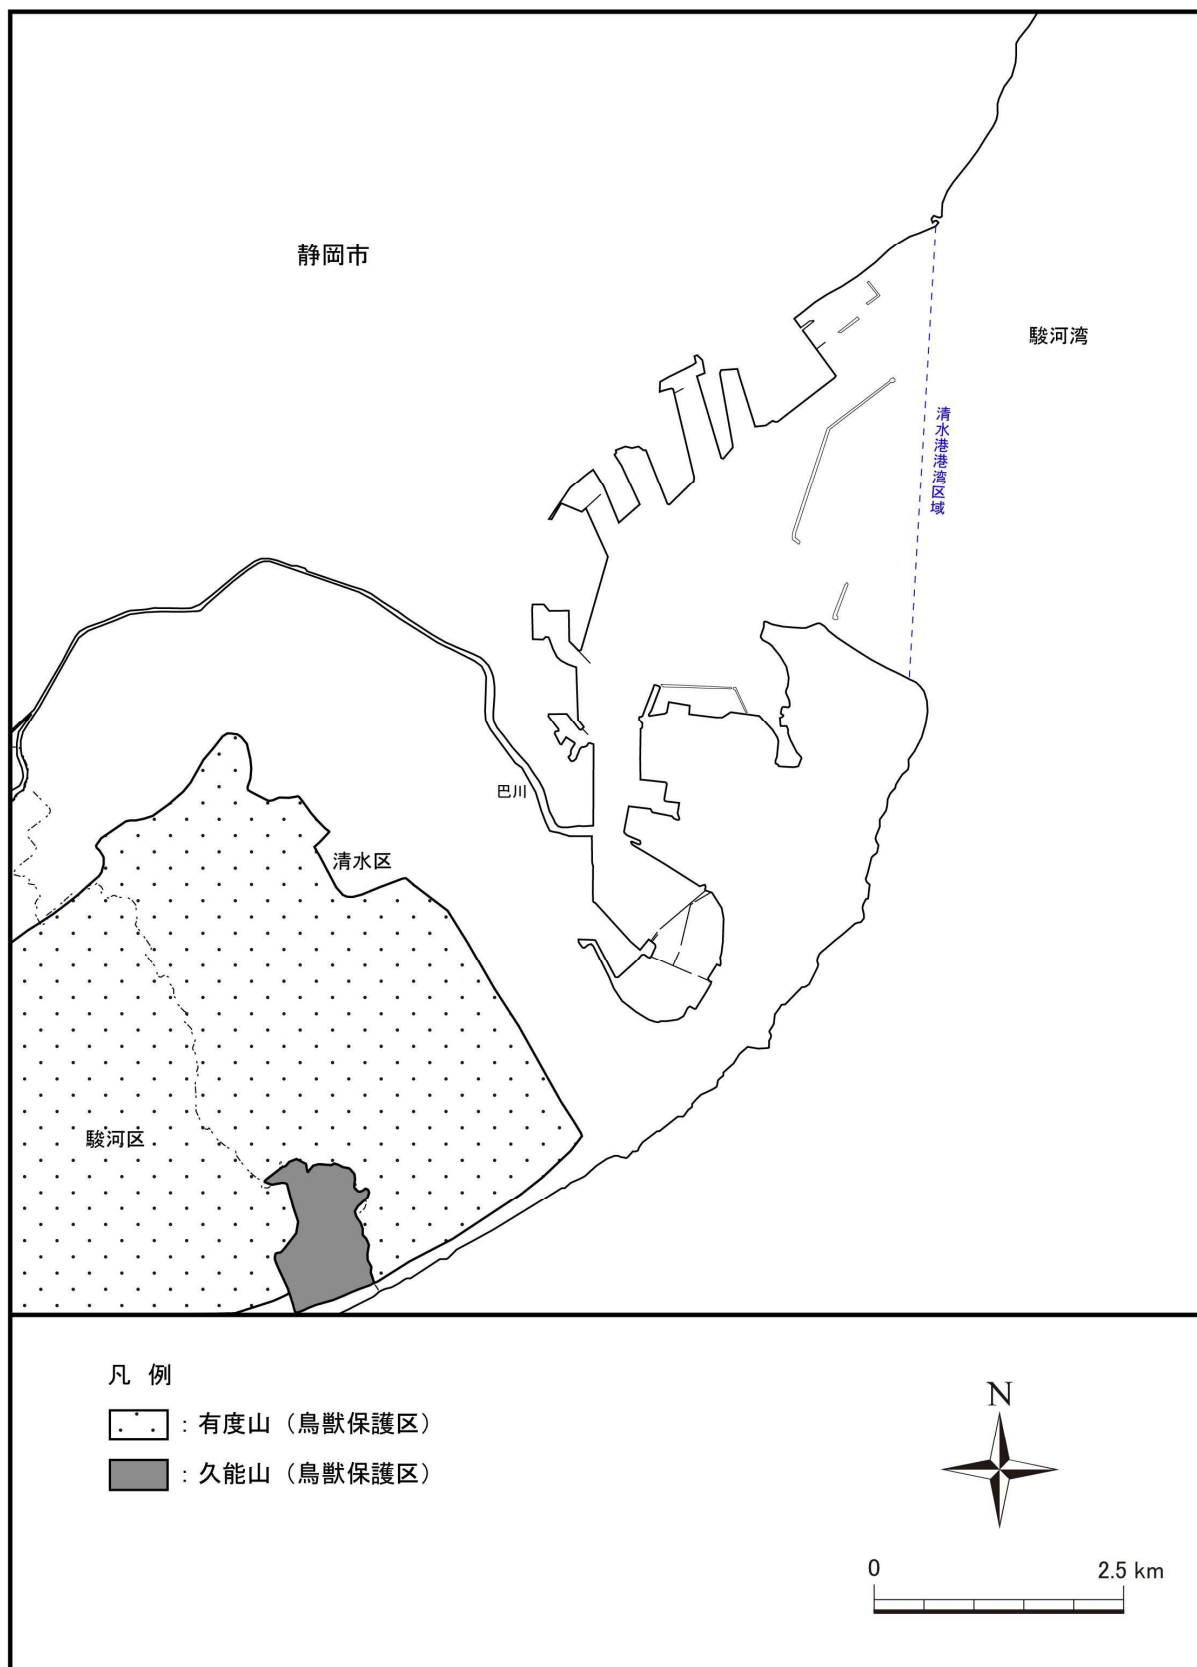 静岡市
駿河湾
清水港港湾区域
巴川
清水区
駿河区
凡 例
：有度山（鳥獣保護区）
：久能山（鳥獣保護区）
N
0 2.5 km